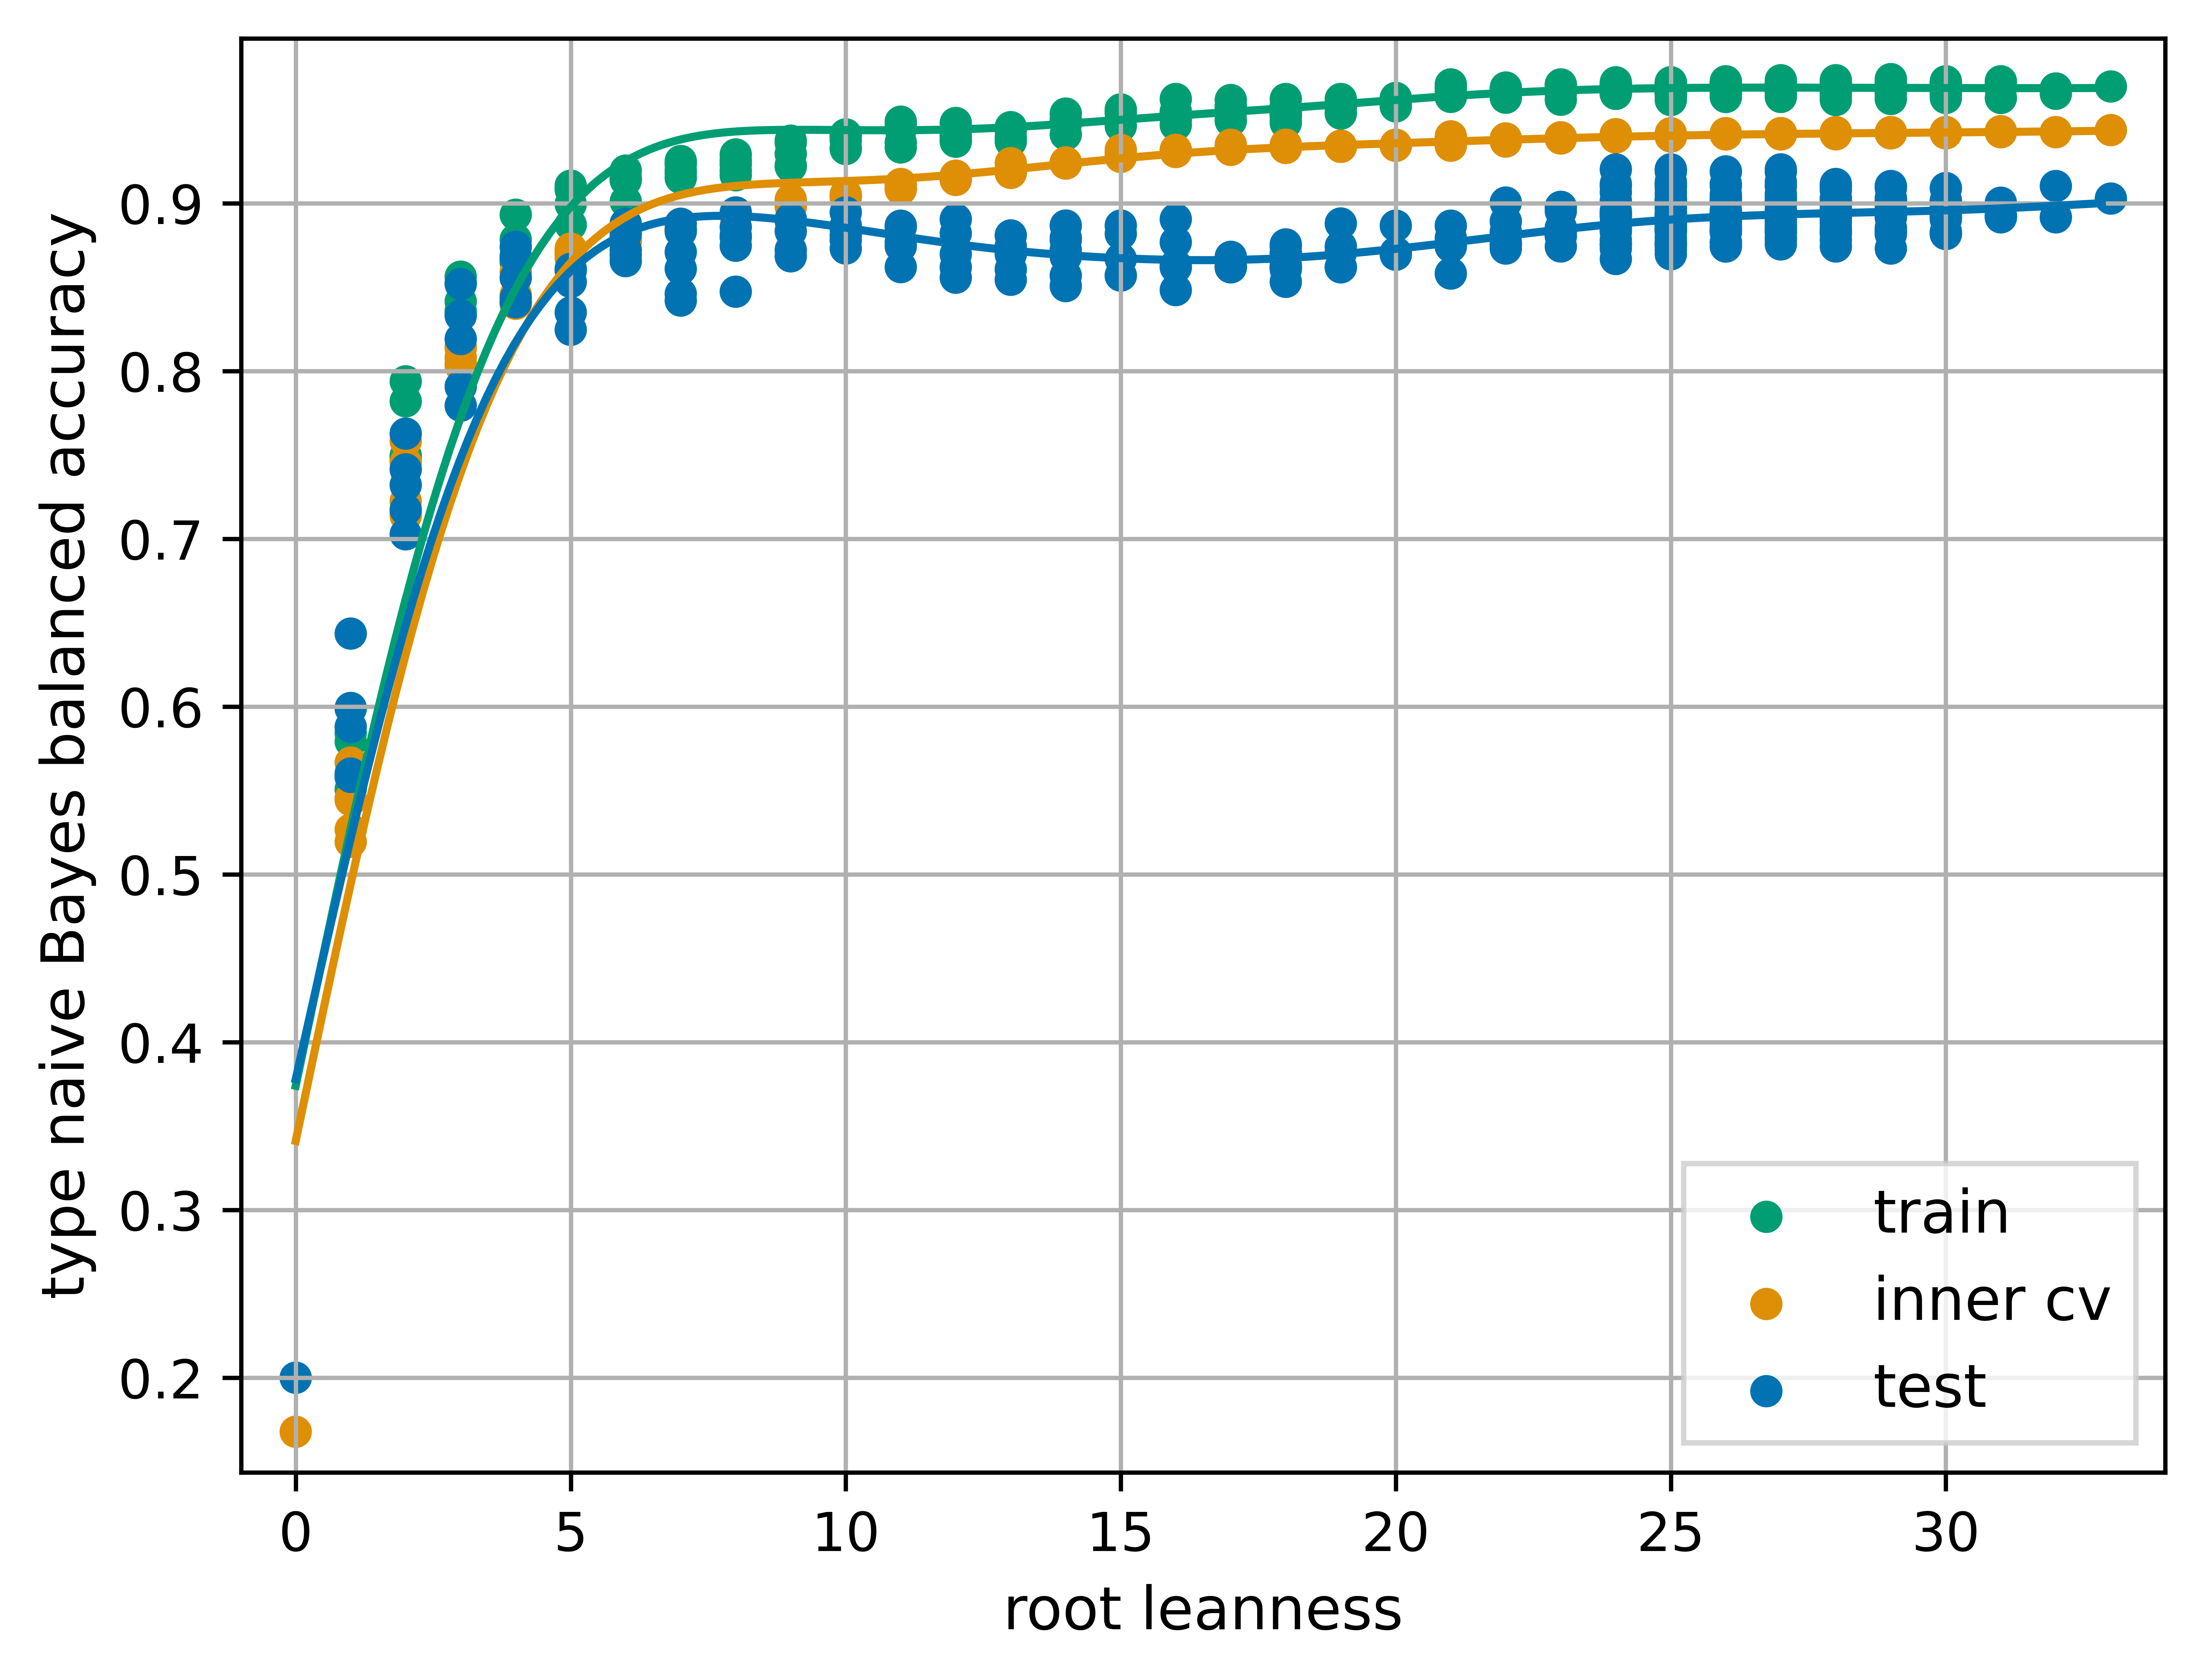 type naive Bayes balanced accuracy
0.9
0.8
0.7
0.6
0.5
0.4
0.3
0.2
0 5 10 15 20 25 30
root leanness
train
inner cv
test